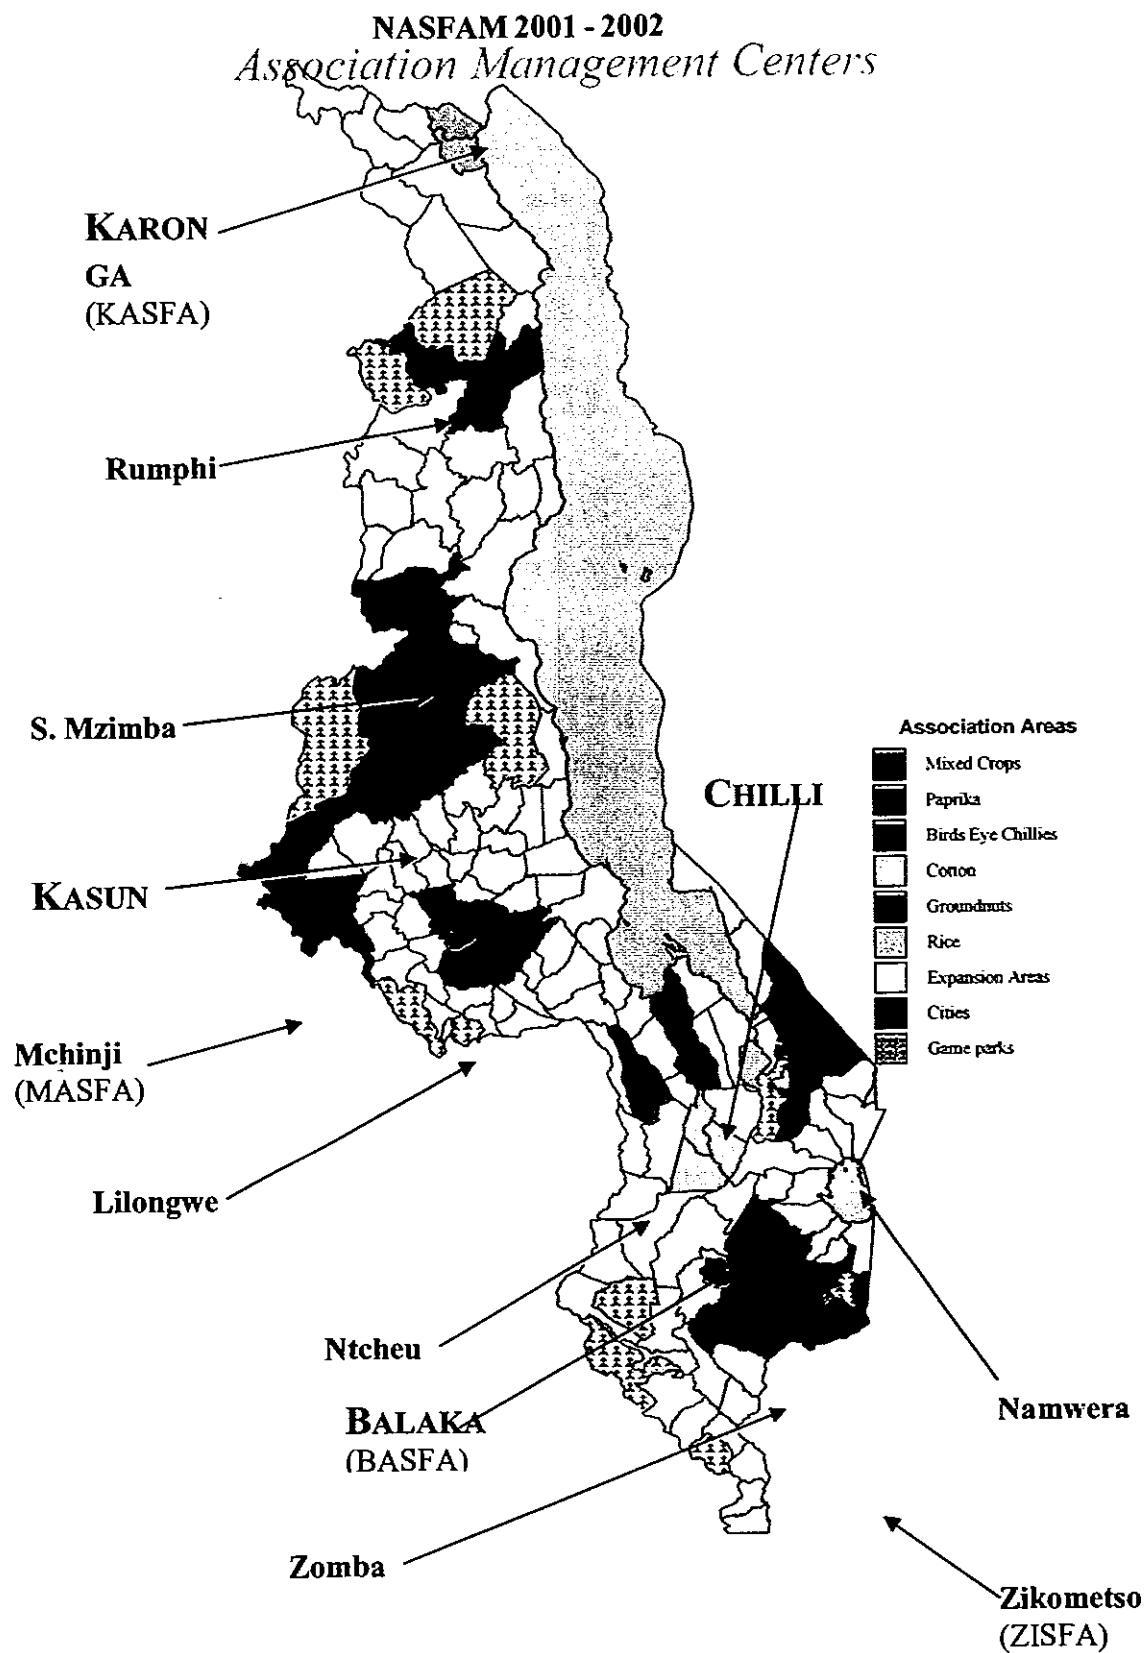 NASFAM 2001 - 2002
Association Management Centers
KARON
GA
(KASFA)
Rumphi
S. Mzimba
Association Areas
Mixed Crops
Paprika
Birds Eye Chillies
Cotton
Groundnuts
Rice
Expansion Areas
Cities
Game parks
CHILLI
KASUN
Mchinji
(MASFA)
Lilongwe
Ntcheu
BALAKA
(BASFA)
Namwera
Zomba
Zikometso
(ZISFA)